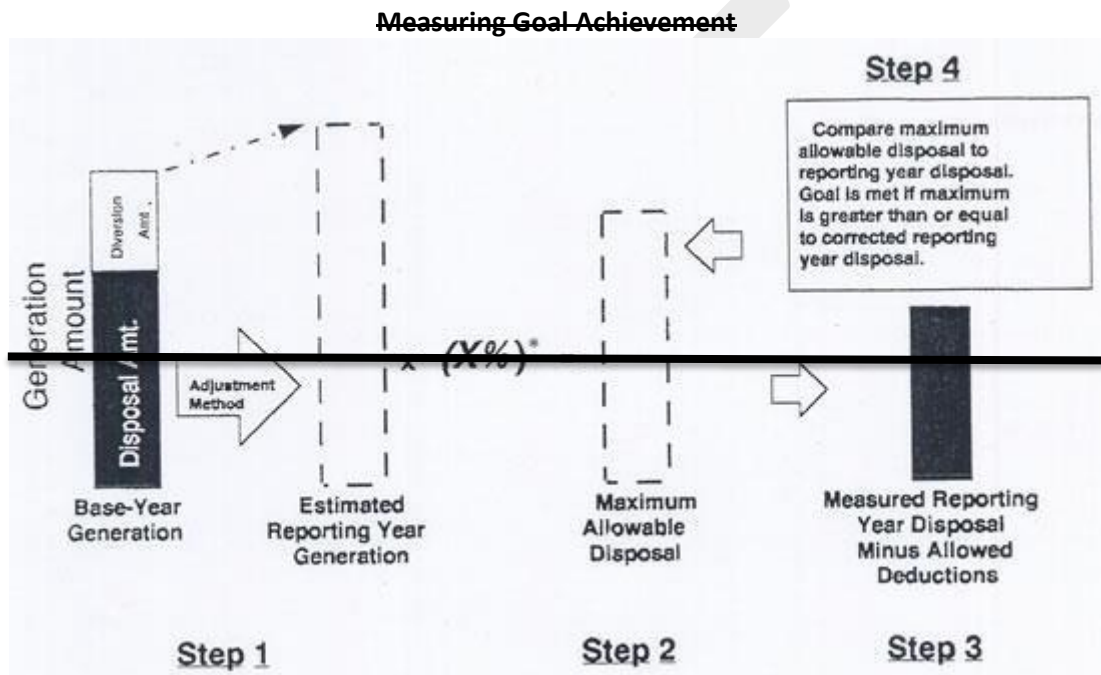 Measuring Goal Achievement
Step 4
Compare maximum
allowable disposal to
reporting year disposal.
Goal is met if maximum
is greater than or equal
to corrected reporting
year disposal.
Generation
Amount
Diversion
Amt.
Disposal Amt.
Adjustment
Method
x (X%)*
Base-Year
Generation
Estimated
Reporting Year
Generation
Maximum
Allowable
Disposal
Measured Reporting
Year Disposal
Minus Allowed
Deductions
Step 1
Step 2
Step 3